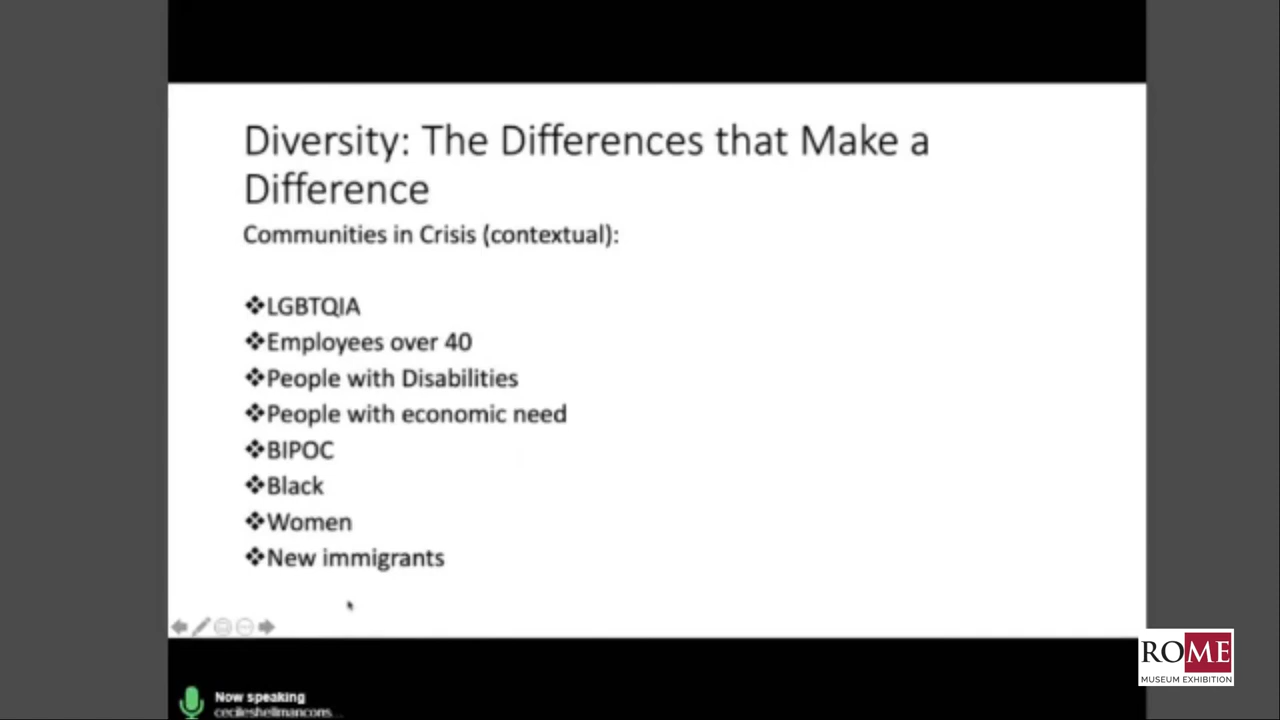 Diversity: The Differences that Make a
Difference
Communities in Crisis (contextual):
❖LGBTQIA
❖Employees over 40
❖People with Disabilities
❖People with economic need
❖BIPOC
❖Black
❖Women
❖New immigrants
ROME
MUSEUM EXHIBITION
Now speaking
cecileshellmancons...